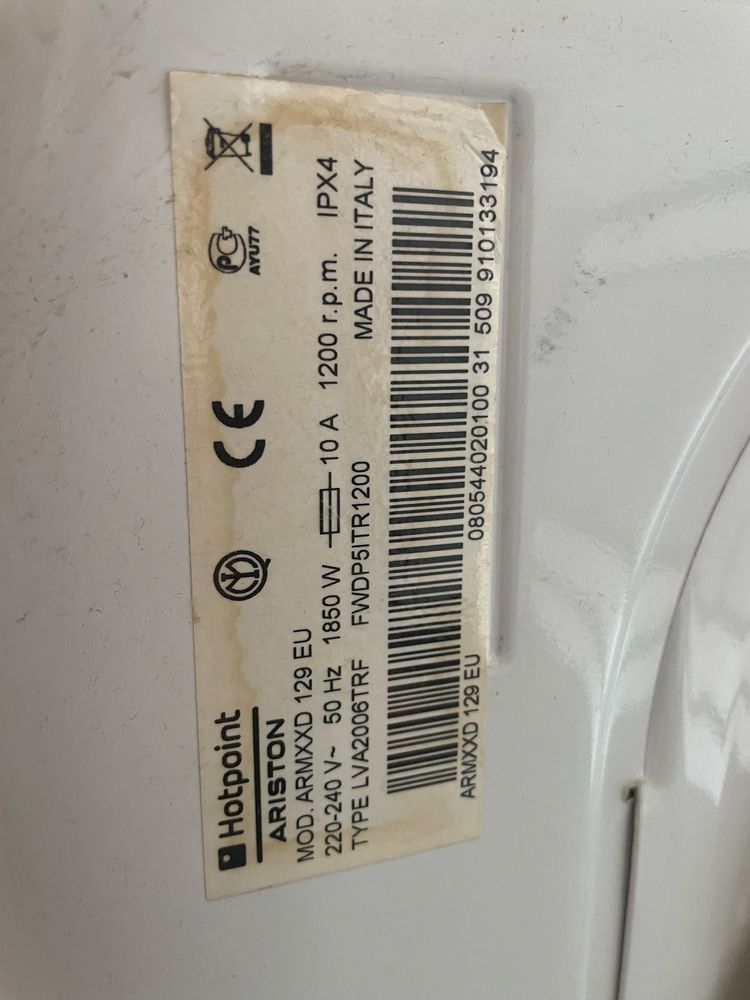 Hotpoint
ARISTON
PC
AYU77
MOD. ARMXXD 129 EU
220-240 V~ 50 Hz 1850 W 10 A 1200 r.p.m. IPX4
TYPE LVA2006TRF FWDP5ITR1200 MADE IN ITALY
ARMXXD 129 EU 080544020100 31 509 910133194